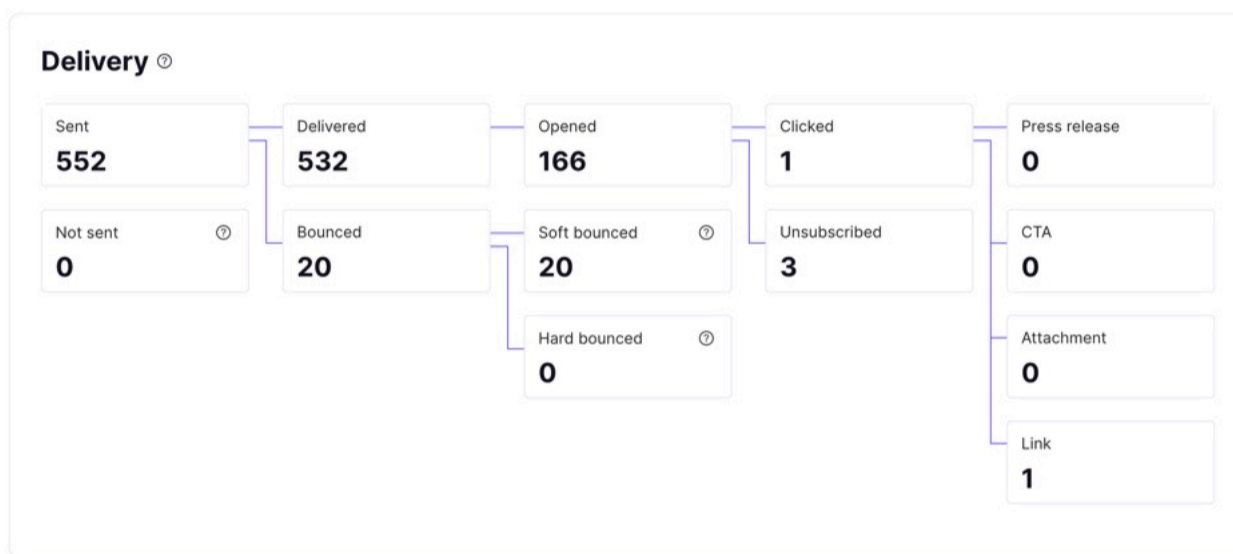 Delivery
Sent
552
Delivered
532
Opened
166
Clicked
1
Press release
0
Not sent
0
Bounced
20
Soft bounced
20
Unsubscribed
3
CTA
0
Hard bounced
0
Attachment
0
Link
1